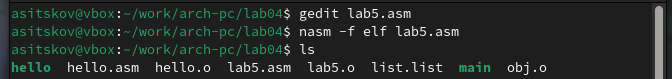 asitskov@vbox:~/work/arch-pc/lab04$ gedit lab5.asm
asitskov@vbox:~/work/arch-pc/lab04$ nasm -f elf lab5.asm
asitskov@vbox:~/work/arch-pc/lab04$ ls
hello  hello.asm  hello.o  lab5.asm  lab5.o  list.list  main  obj.o